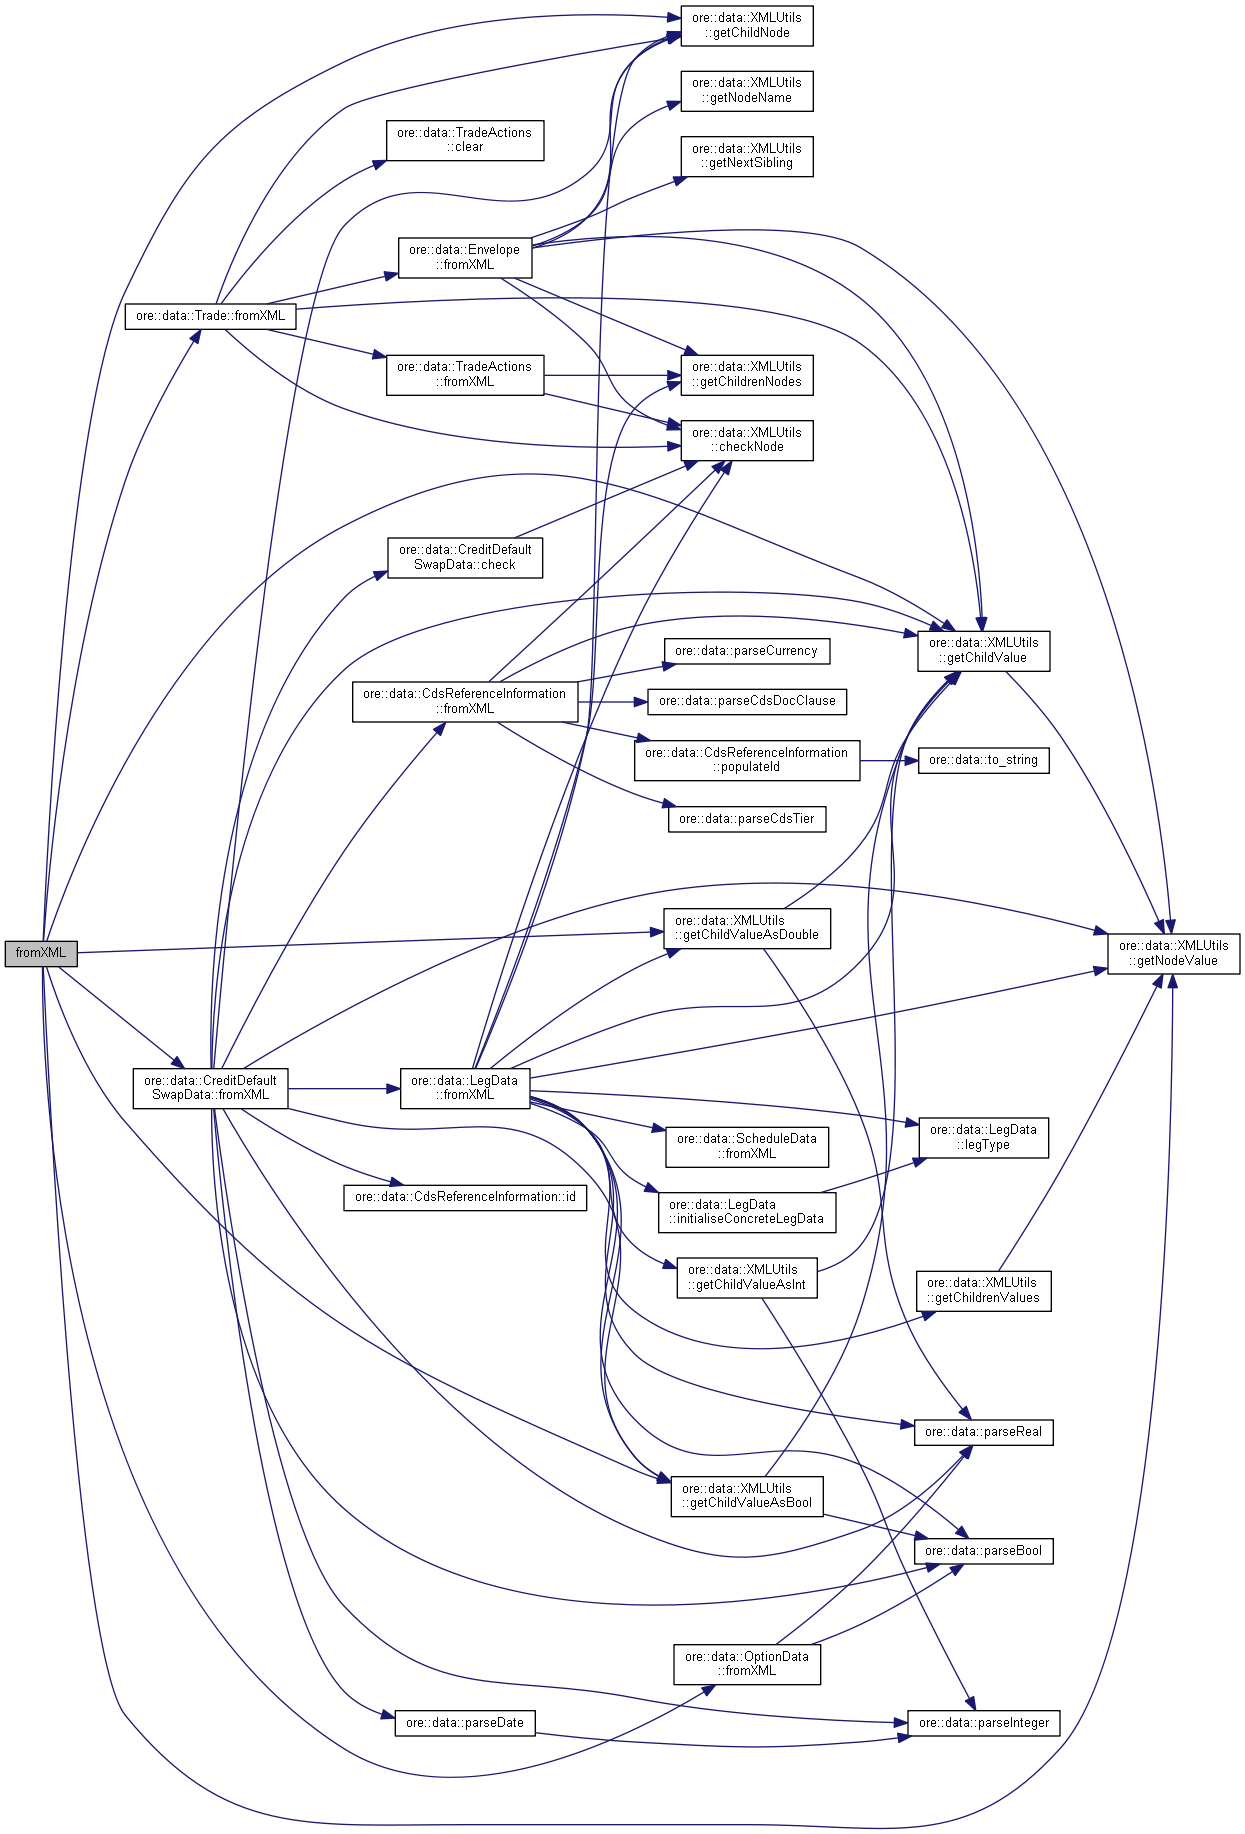 ore::data::XMLUtils
::getChildNode
ore::data::XMLUtils
::getNodeName
ore::data::TradeActions
::clear
ore::data::XMLUtils
::getNextSibling
ore::data::Envelope
::fromXML
ore::data::Trade::fromXML
ore::data::TradeActions
::fromXML
ore::data::XMLUtils
::getChildrenNodes
ore::data::XMLUtils
::checkNode
ore::data::CreditDefault
SwapData::check
ore::data::XMLUtils
::getChildValue
ore::data::parseCurrency
ore::data::CdsReferenceInformation
::fromXML
ore::data::parseCdsDocClause
ore::data::CdsReferenceInformation
::populateId
ore::data::to_string
ore::data::parseCdsTier
ore::data::XMLUtils
::getChildValueAsDouble
fromXML
ore::data::XMLUtils
::getNodeValue
ore::data::CreditDefault
SwapData::fromXML
ore::data::LegData
::fromXML
ore::data::LegData
::legType
ore::data::ScheduleData
::fromXML
ore::data::CdsReferenceInformation::id
ore::data::LegData
::initialiseConcreteLegData
ore::data::XMLUtils
::getChildValueAsInt
ore::data::XMLUtils
::getChildrenValues
ore::data::parseReal
ore::data::XMLUtils
::getChildValueAsBool
ore::data::parseBool
ore::data::OptionData
::fromXML
ore::data::parseDate
ore::data::parseInteger